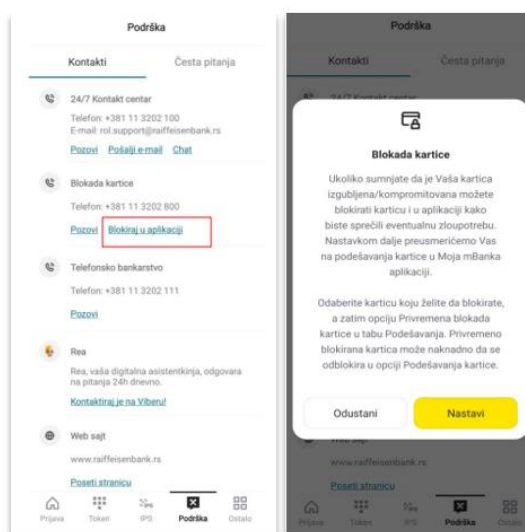 Podrška
Kontakti
Česta pitanja
24/7 Kontakt centar
Telefon: +381 11 3202 100
E-mail: rol.support@raiffeisenbank.rs
Pozovi Pošalji e-mail Chat
Blokada kartice
Telefon: +381 11 3202 800
Pozovi Blokiraj u aplikaciji
Telefonsko bankarstvo
Telefon: +381 11 3202 111
Pozovi
Rea
Rea, vaša digitalna asistentkinja, odgovara
na pitanja 24h dnevno.
Kontaktiraj je na Viberu!
Web sajt
www.raiffeisenbank.rs
Poseti stranicu
Prijava Token IPS Podrška Ostalo
Podrška
Kontakti
Česta pitanja
24/7 Kontakt centar
Blokada kartice
Ukoliko sumnjate da je Vaša kartica
izgubljena/kompromitovana možete
blokirati karticu i u aplikaciji kako
biste sprečili eventualnu zloupotrebu.
Nastavkom dalje preusmerićemo Vas
na podešavanja kartice u Moja mBanka
aplikaciji.
Odaberite karticu koju želite da blokirate,
a zatim opciju Privremena blokada
kartice u tabu Podešavanja. Privremeno
blokirana kartica može naknadno da se
odblokira u opciji Podešavanja kartice.
Odustani Nastavi
Web sajt
www.raiffeisenbank.rs
Poseti stranicu
Prijava Token IPS Podrška Ostalo